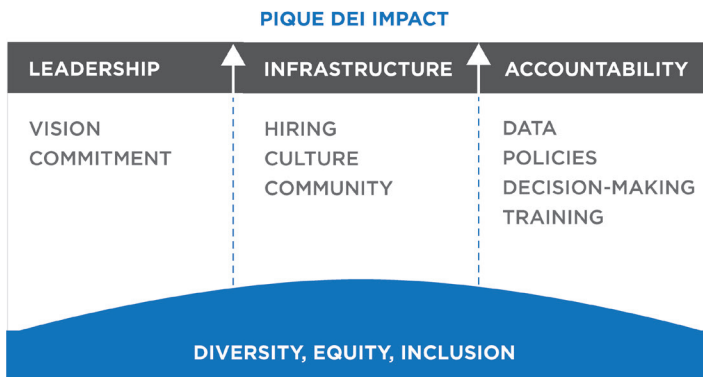 PIQUE DEI IMPACT
LEADERSHIP
INFRASTRUCTURE
ACCOUNTABILITY
VISION
COMMITMENT
HIRING
CULTURE
COMMUNITY
DATA
POLICIES
DECISION-MAKING
TRAINING
DIVERSITY, EQUITY, INCLUSION